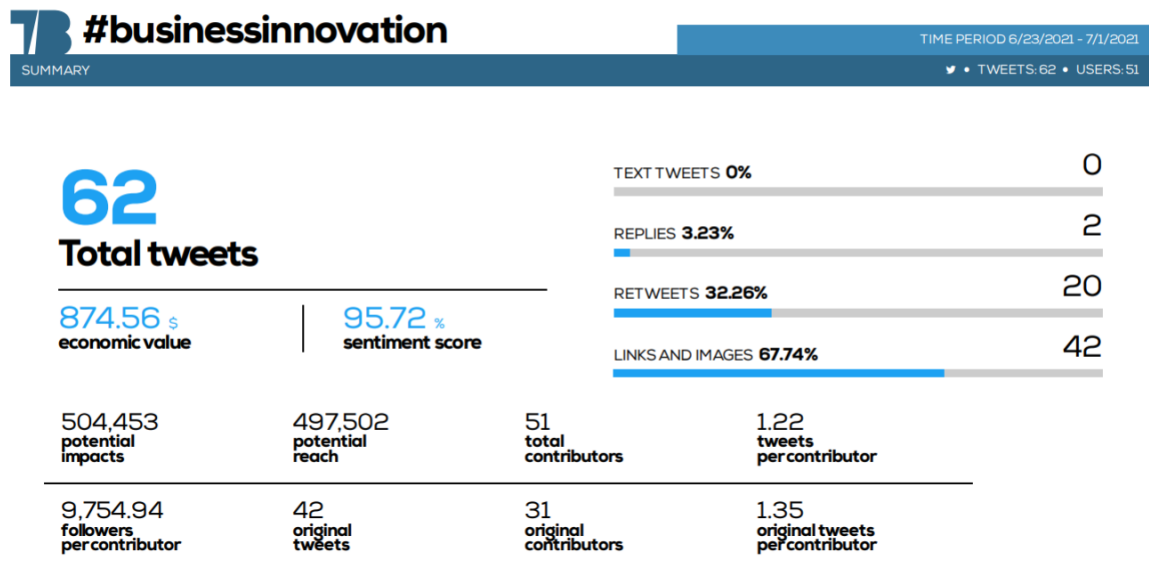 TB #businessinnovation
TIME PERIOD 6/23/2021 - 7/1/2021
SUMMARY
• TWEETS: 62 • USERS: 51
62
Total tweets
874.56 $
economic value
95.72 %
sentiment score
TEXT TWEETS 0% 0
REPLIES 3.23% 2
RETWEETS 32.26% 20
LINKS AND IMAGES 67.74% 42
504,453
potential
impacts
497,502
potential
reach
51
total
contributors
1.22
tweets
per contributor
9,754.94
followers
per contributor
42
original
tweets
31
original
contributors
1.35
original tweets
per contributor